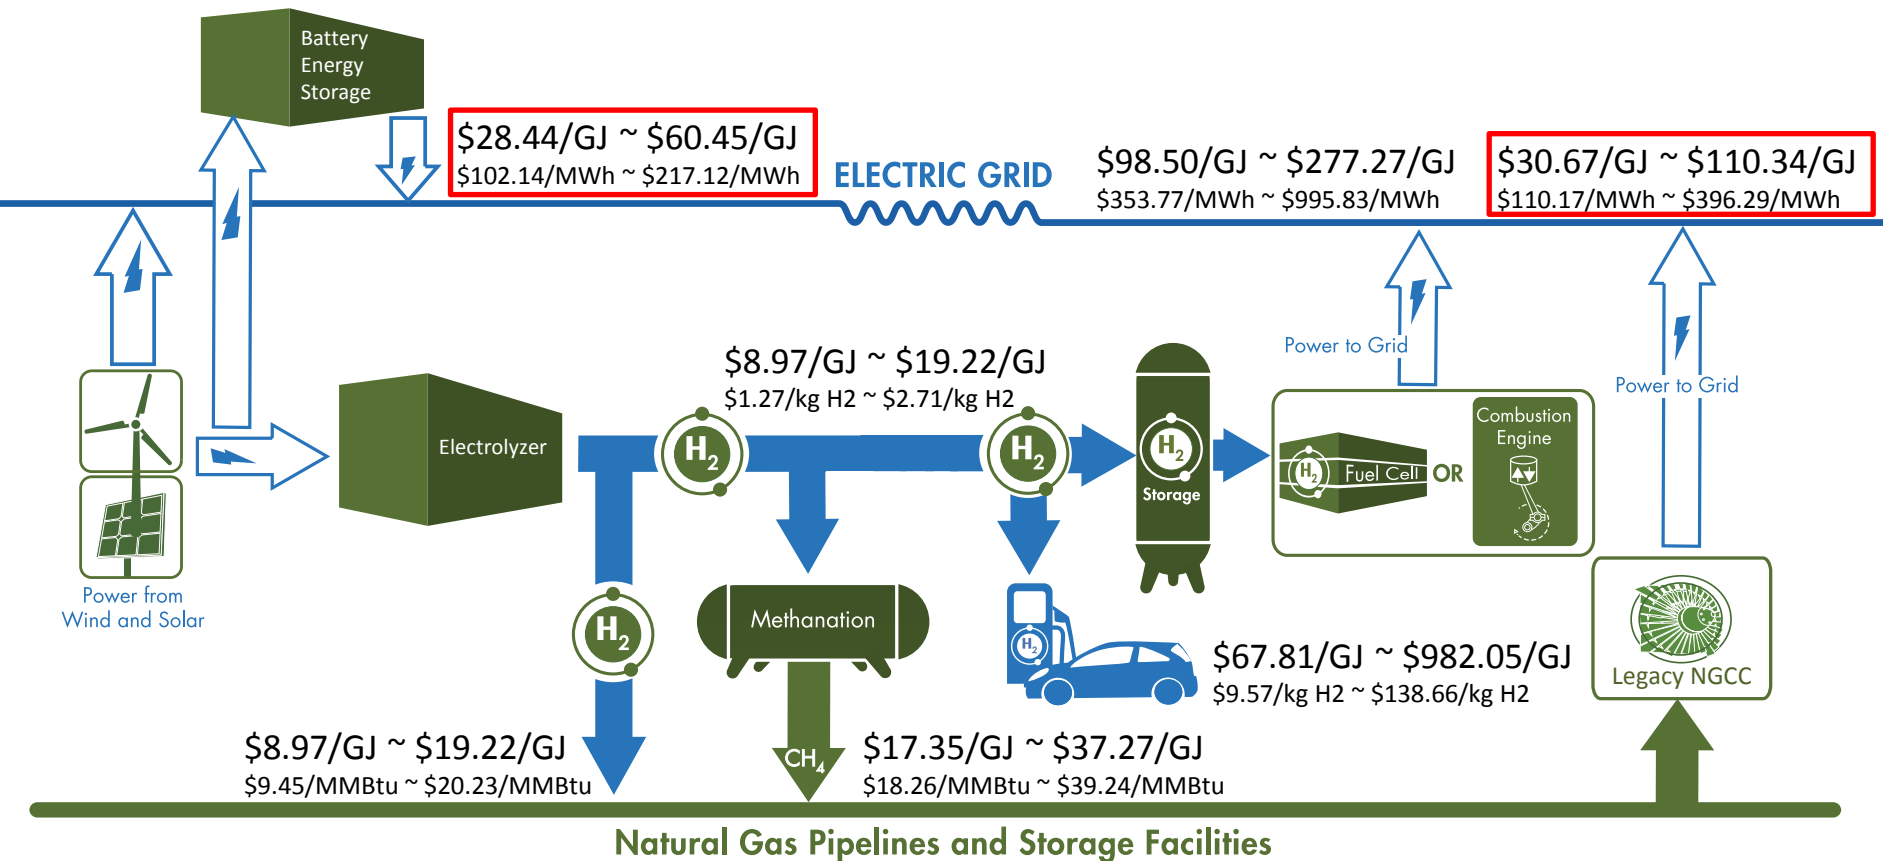 Battery
Energy
Storage
$28.44/GJ ~ $60.45/GJ
$102.14/MWh ~ $217.12/MWh
ELECTRIC GRID
$98.50/GJ ~ $277.27/GJ
$353.77/MWh ~ $995.83/MWh
$30.67/GJ ~ $110.34/GJ
$110.17/MWh ~ $396.29/MWh
Power to Grid
Power to Grid
$8.97/GJ ~ $19.22/GJ
$1.27/kg H2 ~ $2.71/kg H2
Electrolyzer
H2
H2
H2
Storage
H2
Fuel Cell
OR
Combustion
Engine
Power from
Wind and Solar
H2
Methanation
H2
$67.81/GJ ~ $982.05/GJ
$9.57/kg H2 ~ $138.66/kg H2
Legacy NGCC
$8.97/GJ ~ $19.22/GJ
$9.45/MMBtu ~ $20.23/MMBtu
CH4
$17.35/GJ ~ $37.27/GJ
$18.26/MMBtu ~ $39.24/MMBtu
Natural Gas Pipelines and Storage Facilities